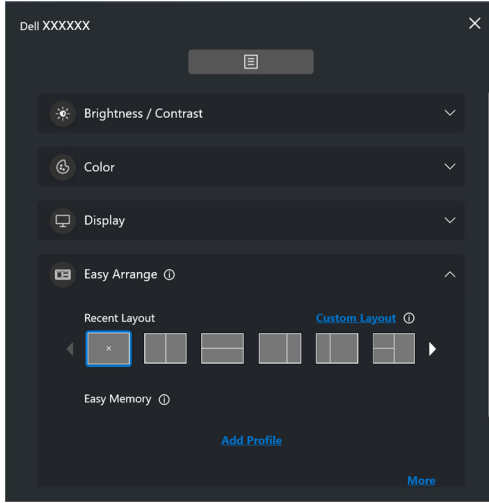 Dell XXXXXX
Brightness / Contrast
Color
Display
Easy Arrange
Recent Layout Custom Layout
Easy Memory
Add Profile
More